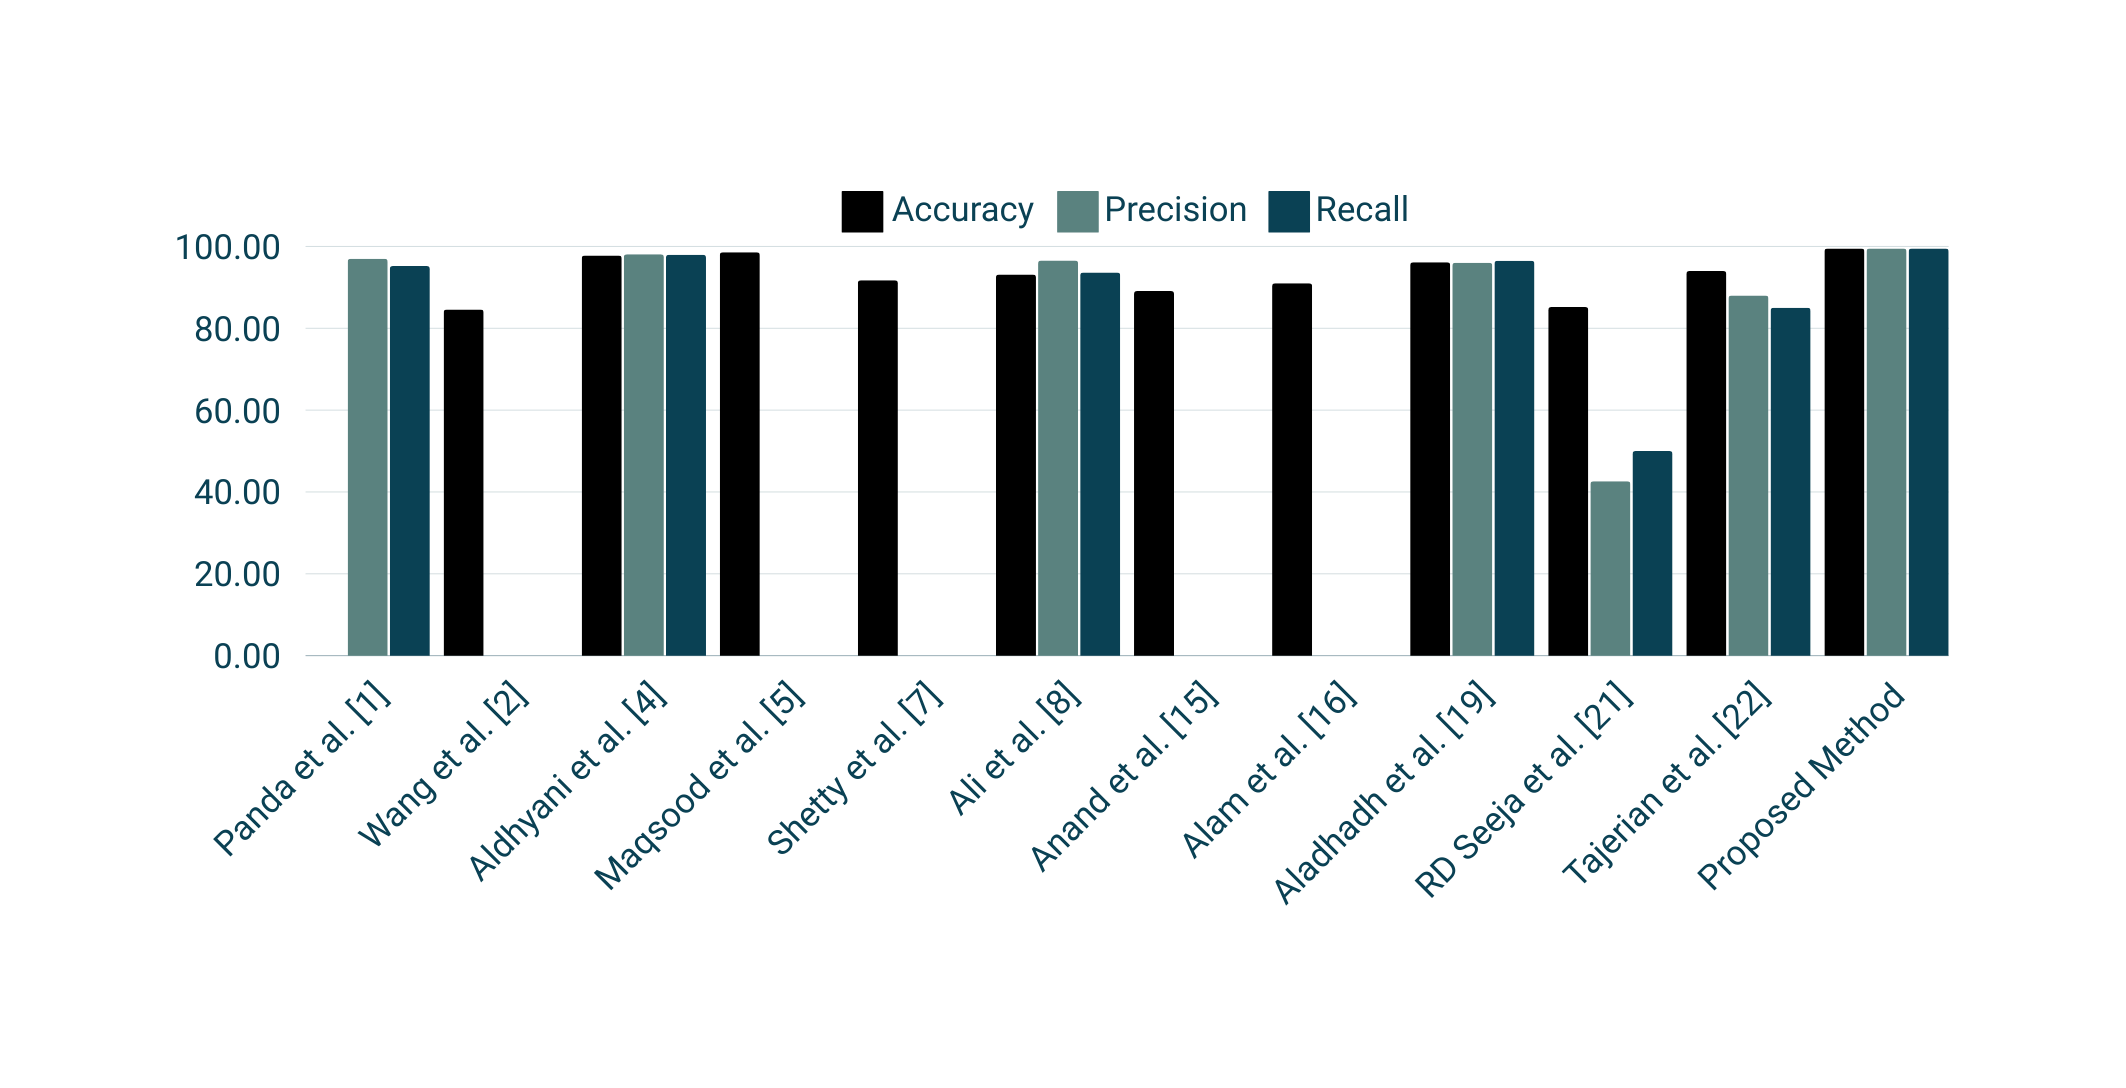 Accuracy Precision Recall
100.00
80.00
60.00
40.00
20.00
0.00
Panda et al. [1]
Wang et al. [2]
Aldhyani et al. [4]
Maqsood et al. [5]
Shetty et al. [7]
Ali et al. [8]
Anand et al. [15]
Alam et al. [16]
Aladhadh et al. [19]
RD Seeja et al. [21]
Tajerian et al. [22]
Proposed Method